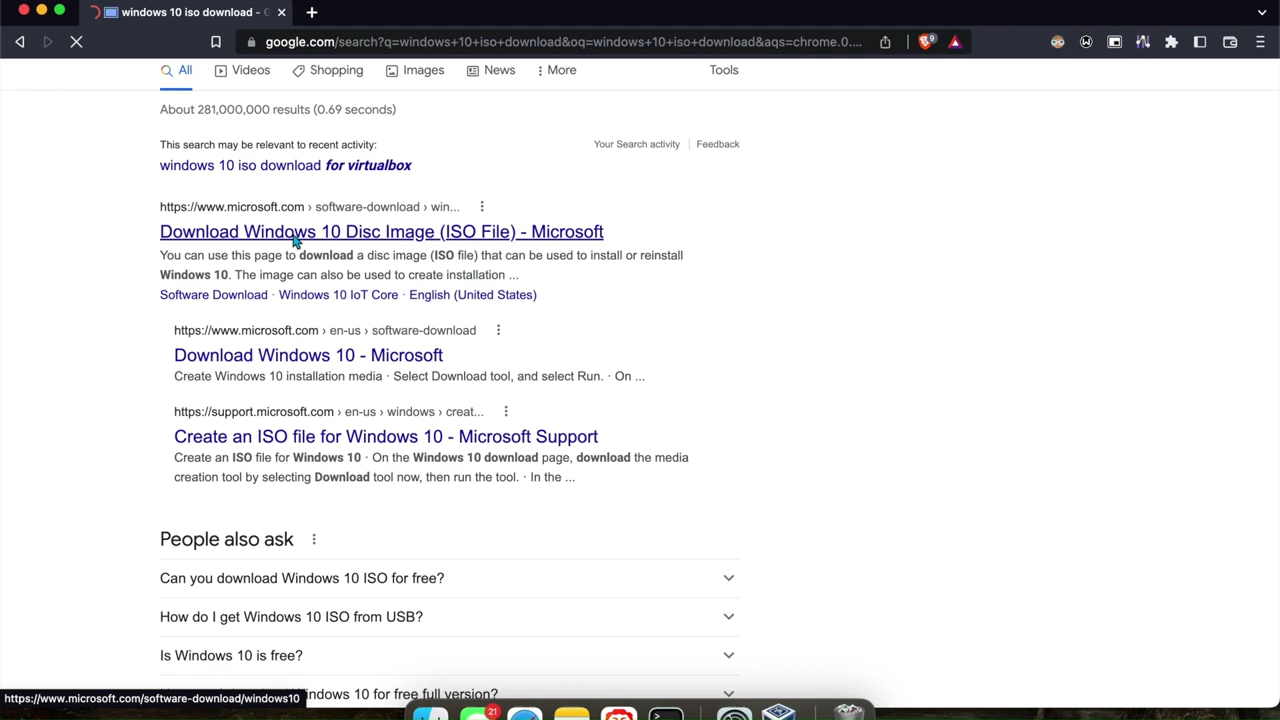 windows 10 iso download - G
google.com/search?q=windows+10+iso+download&oq=windows+10+iso+download&aqs=chrome.0....
9
All
Videos
Shopping
Images
News
More
Tools
About 281,000,000 results (0.69 seconds)
This search may be relevant to recent activity:
Your Search activity
Feedback
windows 10 iso download for virtualbox
https://www.microsoft.com › software-download › win...
Download Windows 10 Disc Image (ISO File) - Microsoft
You can use this page to download a disc image (ISO file) that can be used to install or reinstall
Windows 10. The image can also be used to create installation ...
Software Download · Windows 10 IoT Core · English (United States)
https://www.microsoft.com › en-us › software-download
Download Windows 10 - Microsoft
Create Windows 10 installation media · Select Download tool, and select Run. · On ...
https://support.microsoft.com › en-us › windows › creat...
Create an ISO file for Windows 10 - Microsoft Support
Create an ISO file for Windows 10 · On the Windows 10 download page, download the media
creation tool by selecting Download tool now, then run the tool. · In the ...
People also ask
Can you download Windows 10 ISO for free?
How do I get Windows 10 ISO from USB?
Is Windows 10 is free?
indows 10 for free full version?
https://www.microsoft.com/software-download/windows10
21